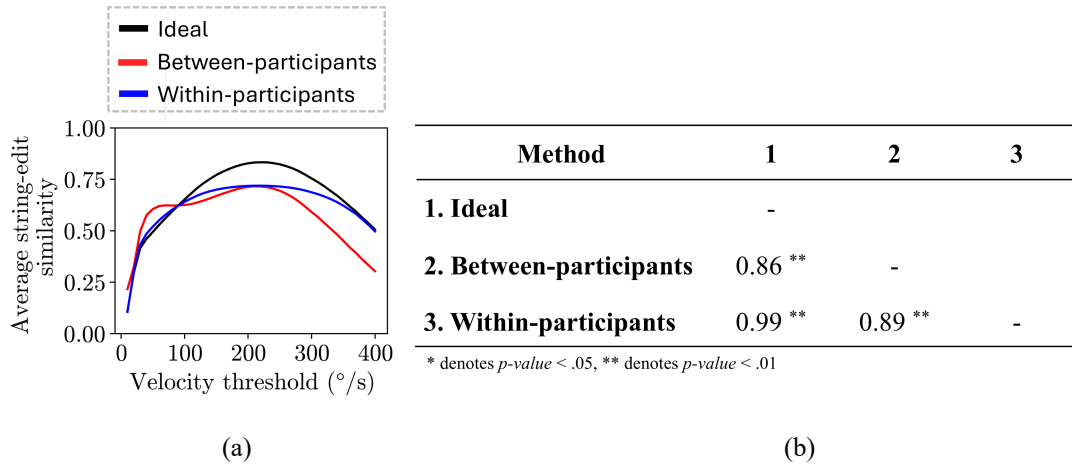 Ideal
Between-participants
Within-participants
Average string-edit
similarity
1.00
0.75
0.50
0.25
0.00
0 100 200 300 400
Velocity threshold (°/s)
(a)
Method 1 2 3
1. Ideal -
2. Between-participants 0.86 ** -
3. Within-participants 0.99 ** 0.89 ** -
* denotes p-value < .05, ** denotes p-value < .01
(b)